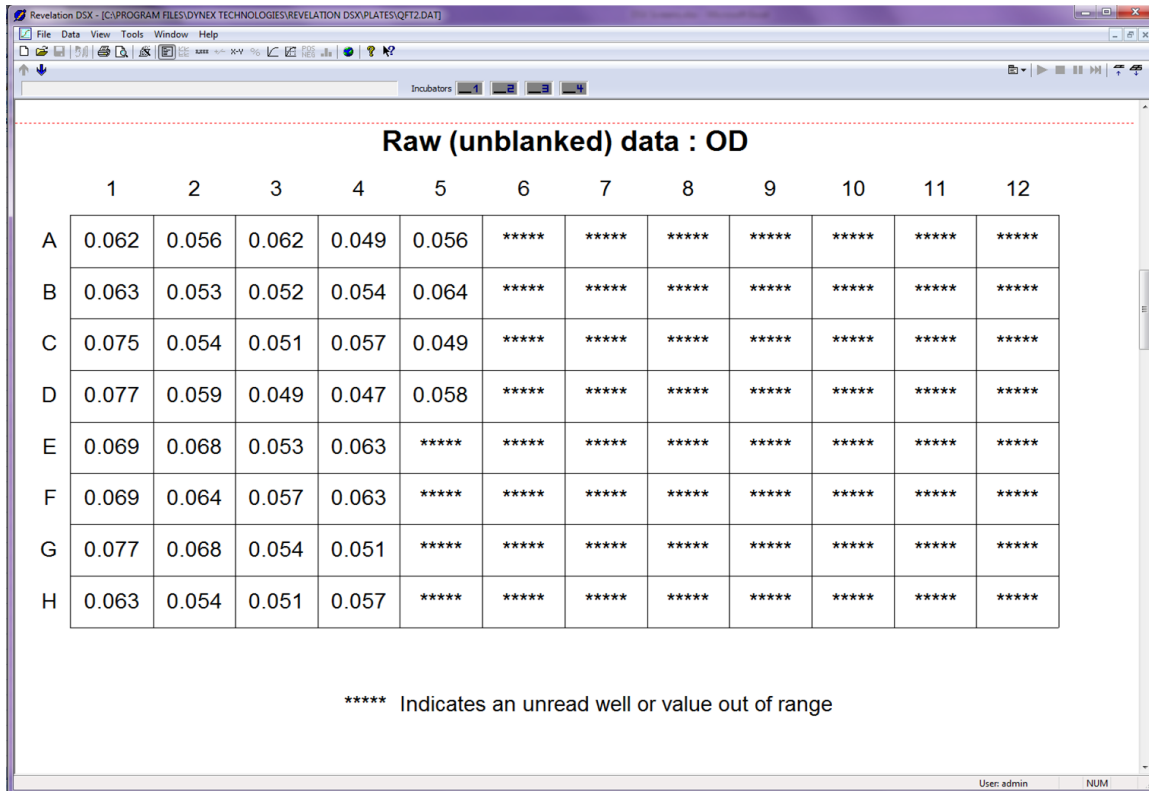 Revelation DSX - [C:\PROGRAM FILES\DYNEX TECHNOLOGIES\REVELATION DSX\PLATES\QFT2.DAT]
File Data View Tools Window Help
Incubators 1 2 3 4
Raw (unblanked) data : OD
1 2 3 4 5 6 7 8 9 10 11 12
A 0.062 0.056 0.062 0.049 0.056 ***** ***** ***** ***** ***** ***** *****
B 0.063 0.053 0.052 0.054 0.064 ***** ***** ***** ***** ***** ***** *****
C 0.075 0.054 0.051 0.057 0.049 ***** ***** ***** ***** ***** ***** *****
D 0.077 0.059 0.049 0.047 0.058 ***** ***** ***** ***** ***** ***** *****
E 0.069 0.068 0.053 0.063 ***** ***** ***** ***** ***** ***** ***** *****
F 0.069 0.064 0.057 0.063 ***** ***** ***** ***** ***** ***** ***** *****
G 0.077 0.068 0.054 0.051 ***** ***** ***** ***** ***** ***** ***** *****
H 0.063 0.054 0.051 0.057 ***** ***** ***** ***** ***** ***** ***** *****
***** Indicates an unread well or value out of range
User: admin NUM